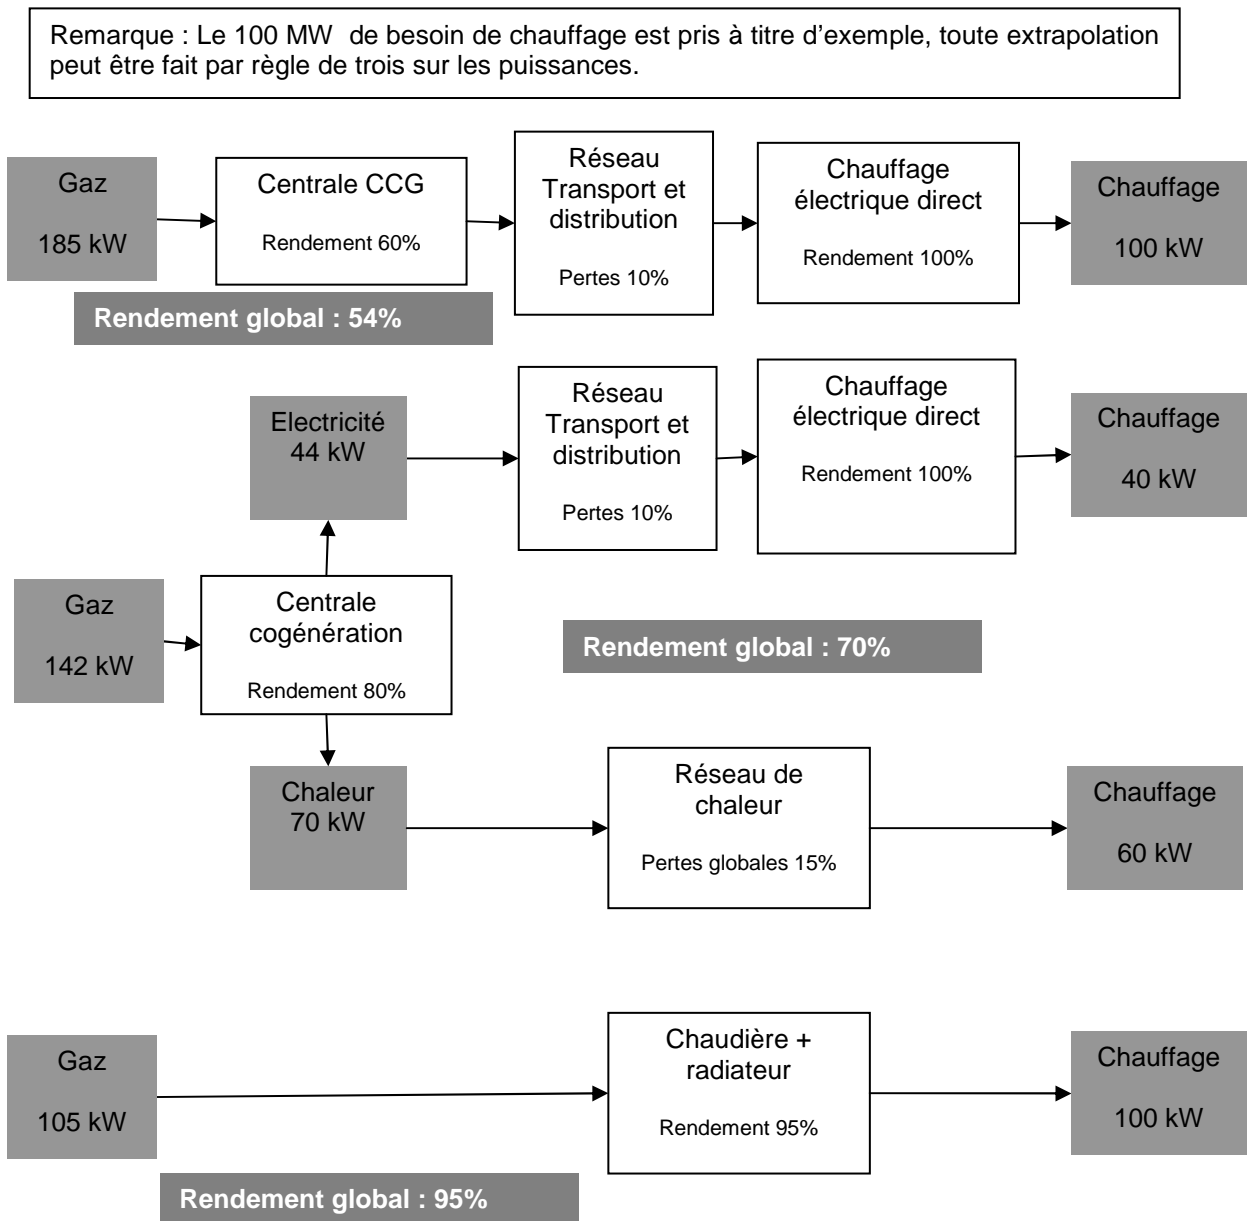 Remarque : Le 100 MW  de besoin de chauffage est pris à titre d’exemple, toute extrapolation
peut être fait par règle de trois sur les puissances.
Gaz
185 kW
Centrale CCG
Rendement 60%
Réseau
Transport et
distribution
Pertes 10%
Chauffage
électrique direct
Rendement 100%
Chauffage
100 kW
Rendement global : 54%
Electricité
44 kW
Réseau
Transport et
distribution
Pertes 10%
Chauffage
électrique direct
Rendement 100%
Chauffage
40 kW
Gaz
142 kW
Centrale
cogénération
Rendement 80%
Rendement global : 70%
Chaleur
70 kW
Réseau de
chaleur
Pertes globales 15%
Chauffage
60 kW
Gaz
105 kW
Chaudière +
radiateur
Rendement 95%
Chauffage
100 kW
Rendement global : 95%